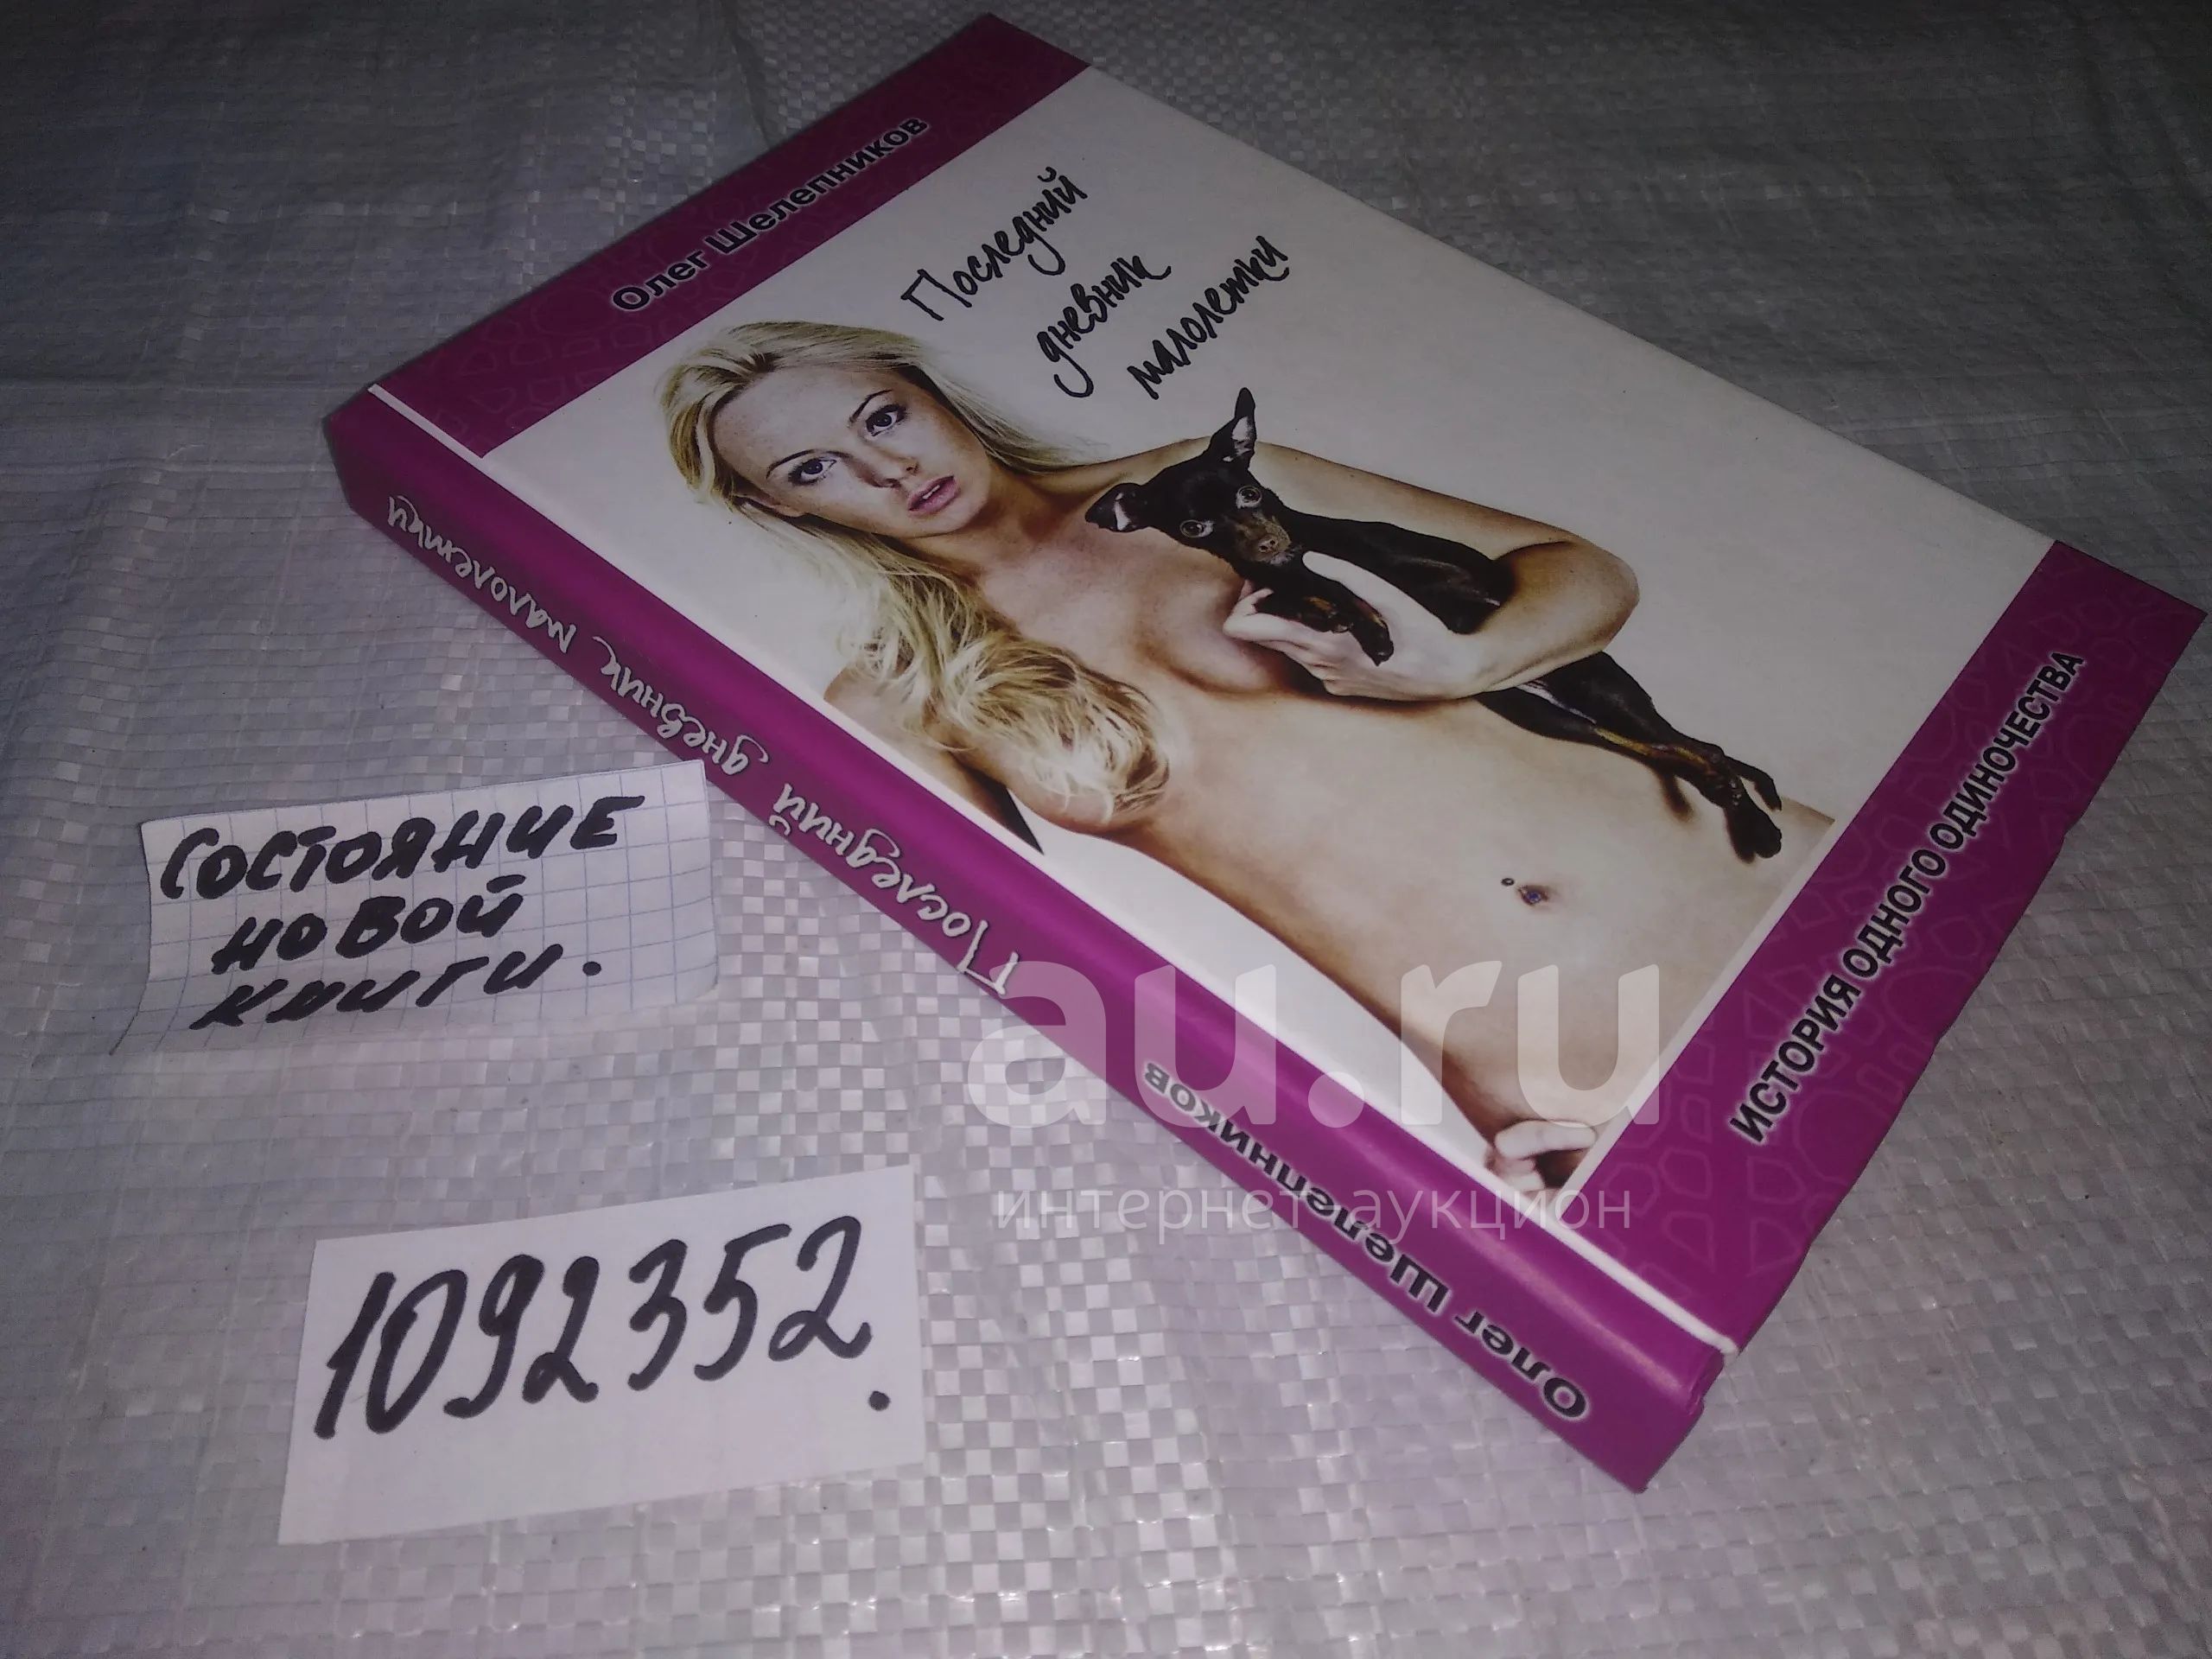 Олег Шелепников
Последний
дневник
малолетки
ИСТОРИЯ ОДНОГО ОДИНОЧЕСТВА
Последний дневник малолетки
Олег Шелепников
СОСТОЯНИЕ
НОВОЙ
КНИГИ.
1092352.
au.ru
интернет-аукцион